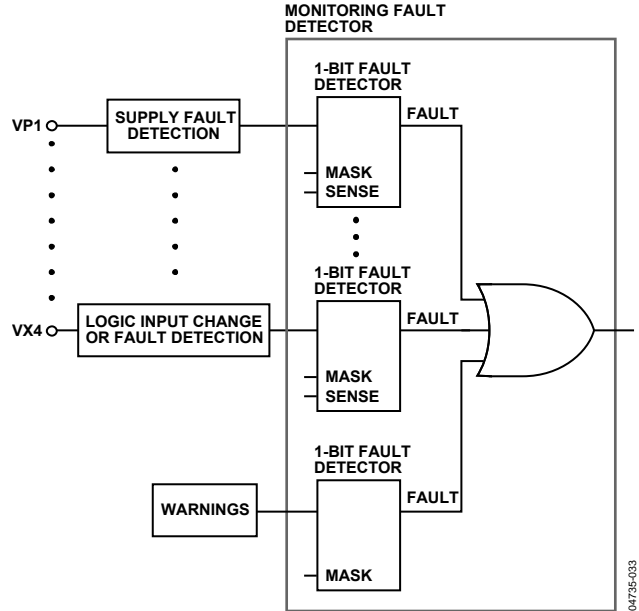 MONITORING FAULT
DETECTOR
1-BIT FAULT
DETECTOR
VP1
SUPPLY FAULT
DETECTION
FAULT
MASK
SENSE
1-BIT FAULT
DETECTOR
VX4
LOGIC INPUT CHANGE
OR FAULT DETECTION
FAULT
MASK
SENSE
1-BIT FAULT
DETECTOR
WARNINGS
FAULT
MASK
04735-033